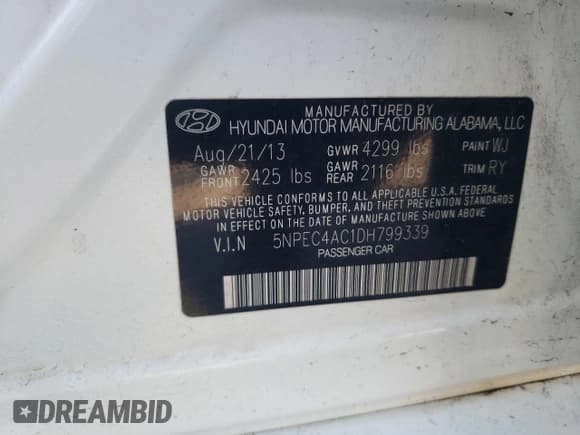 MANUFACTURED BY
HYUNDAI MOTOR MANUFACTURING ALABAMA, LLC
Aug/21/13 GVWR 4299 lbs PAINT WJ
GAWR FRONT 2425 lbs GAWR REAR 2116 lbs TRIM RY
THIS VEHICLE CONFORMS TO ALL APPLICABLE U.S.A. FEDERAL
MOTOR VEHICLE SAFETY, BUMPER, AND THEFT PREVENTION STANDARDS
IN EFFECT ON THE DATE OF MANUFACTURE SHOWN ABOVE.
V.I.N 5NPEC4AC1DH799339
PASSENGER CAR
DREAMBID